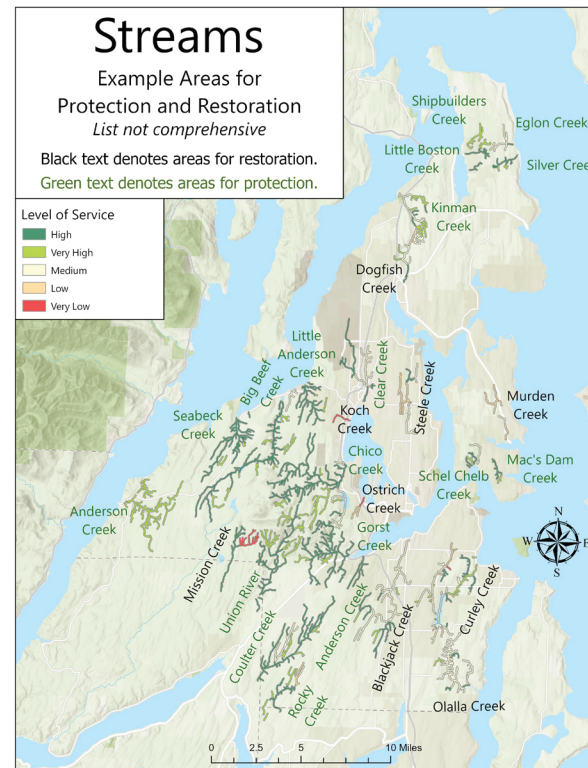 Streams
Example Areas for
Protection and Restoration
List not comprehensive
Black text denotes areas for restoration.
Green text denotes areas for protection.
Level of Service
High
Very High
Medium
Low
Very Low
Shipbuilders
Creek
Eglon Creek
Little Boston
Creek
Silver Cree
Kinman
Creek
Dogfish
Creek
Little
Anderson
Creek
Big Beef
Creek
Clear Creek
Steele Creek
Murden
Creek
Seabeck
Creek
Koch
Creek
Chico
Creek
Mac's Dam
Creek
Schel Chelb
Creek
Ostrich
Creek
Anderson
Creek
Gorst
Creek
Mission Creek
Union River
Coulter Creek
Anderson Creek
Blackjack Creek
Curley Creek
Rocky
Creek
Olalla Creek
N
W
E
S
0 2.5 5 10 Miles